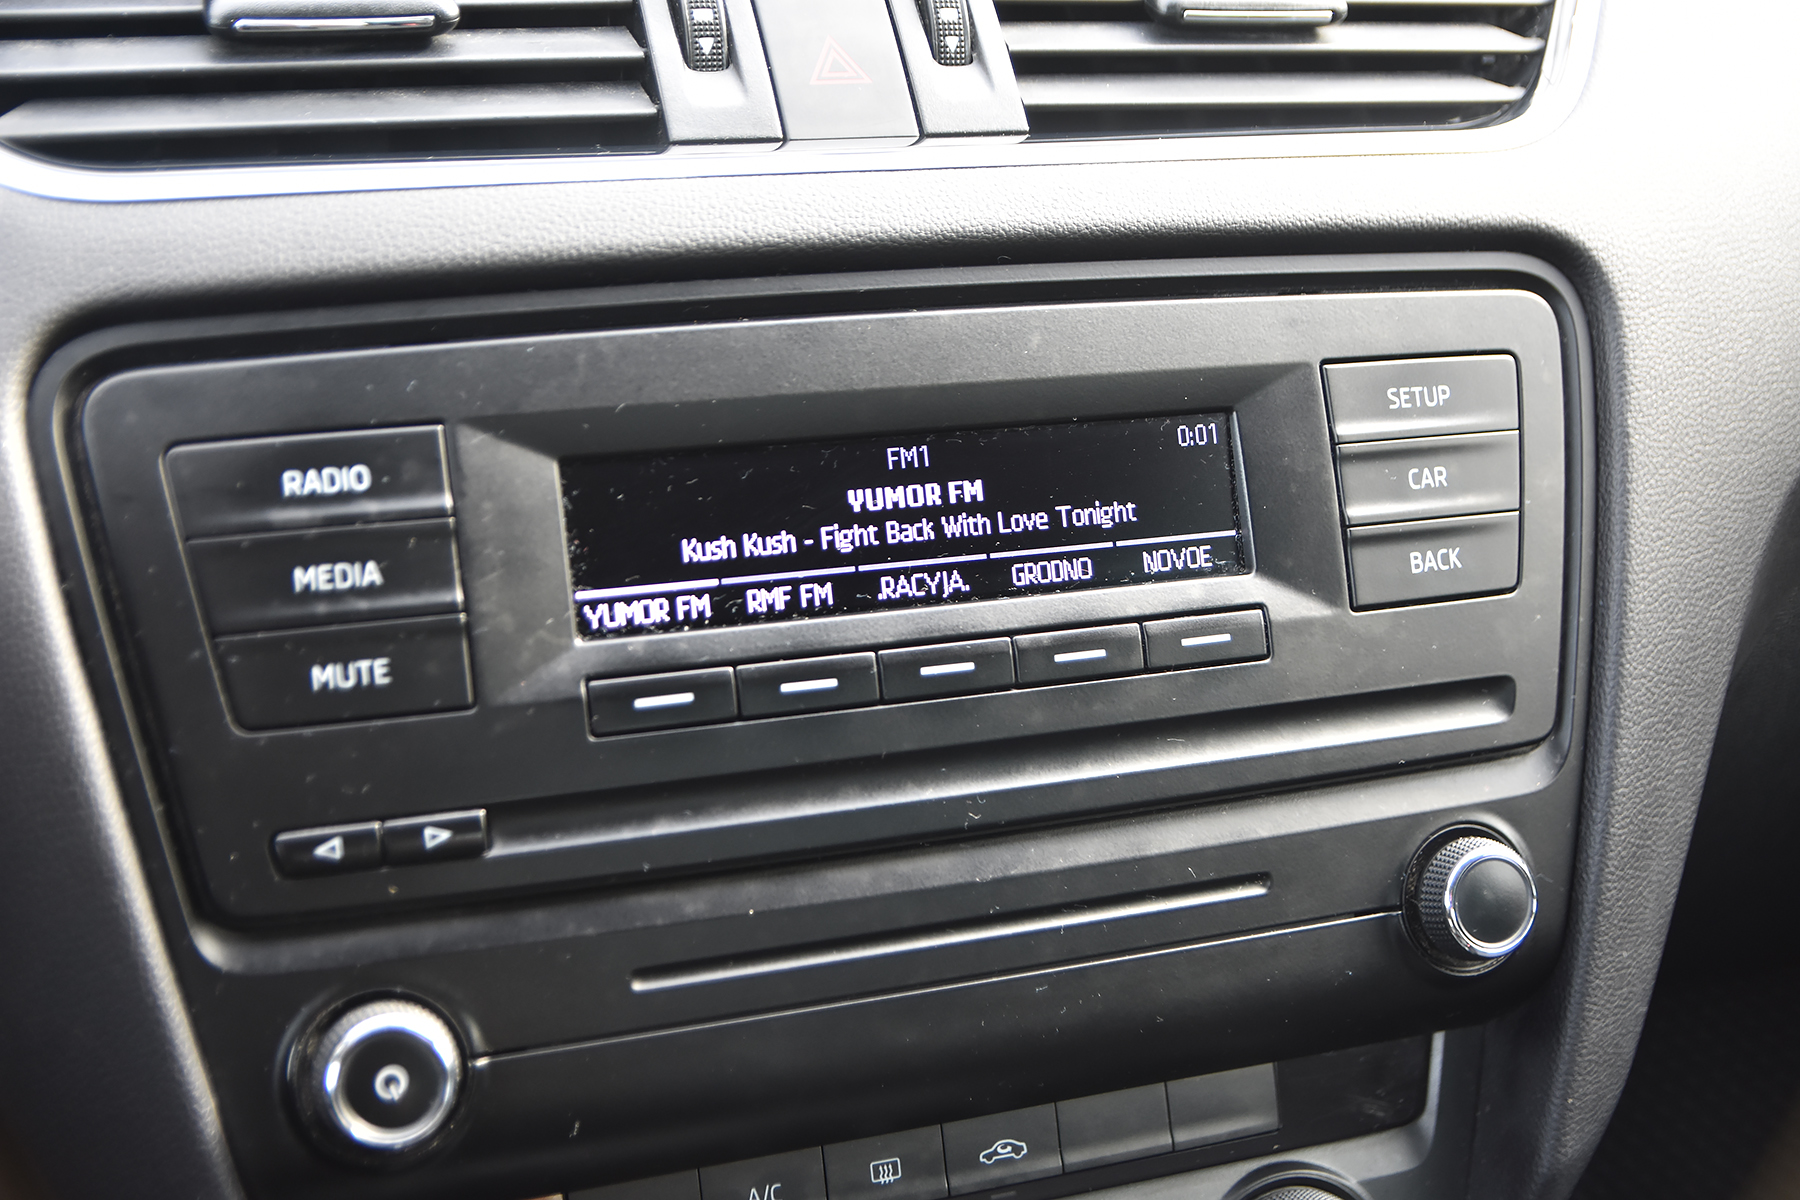 FM1
0:01
YUMOR FM
Kush Kush - Fight Back With Love Tonight
YUMOR FM RMF FM .RACYJA. GRODNO NOVOE
RADIO
MEDIA
MUTE
SETUP
CAR
BACK
A/C